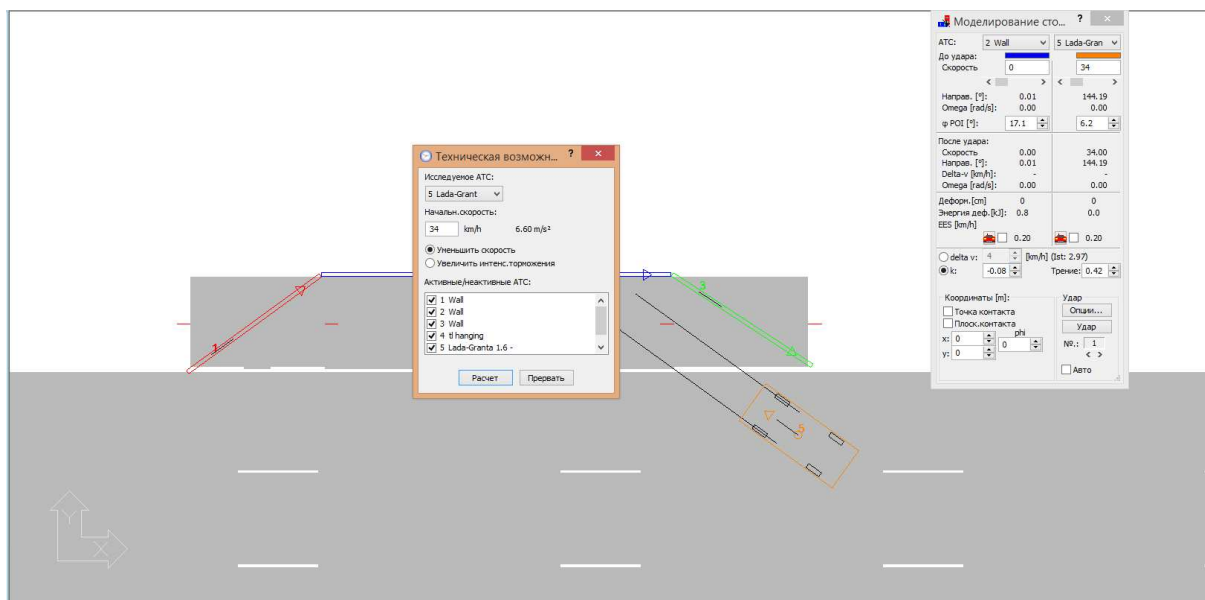 Моделирование сто... ?
АТС: 2 Wall 5 Lada-Gran
До удара:
Скорость 0 34
Направ. [°]: 0.01 144.19
Omega [rad/s]: 0.00 0.00
φ POI [°]: 17.1 6.2
После удара:
Скорость 0.00 34.00
Направ. [°]: 0.01 144.19
Delta-v [km/h]: - -
Omega [rad/s]: 0.00 0.00
Деформ.[cm] 0 0
Энергия деф.[kJ]: 0.8 0.0
EES [km/h]
0.20 0.20
delta v: 4 [km/h] (Ist: 2.97)
k: -0.08 Трение: 0.42
Координаты [m]:
Точка контакта
Плоск.контакта
x: 0 phi
y: 0 0
Удар
Опции...
Удар
№.: 1
< >
Авто
Техническая возможн... ?
Исследуемое АТС:
5 Lada-Grant
Начальн.скорость:
34 km/h 6.60 m/s²
Уменьшить скорость
Увеличить интенс.торможения
Активные/неактивные АТС:
1 Wall
2 Wall
3 Wall
4 tl hanging
5 Lada-Granta 1.6 -
Расчет Прервать
1
3
5
Y
X